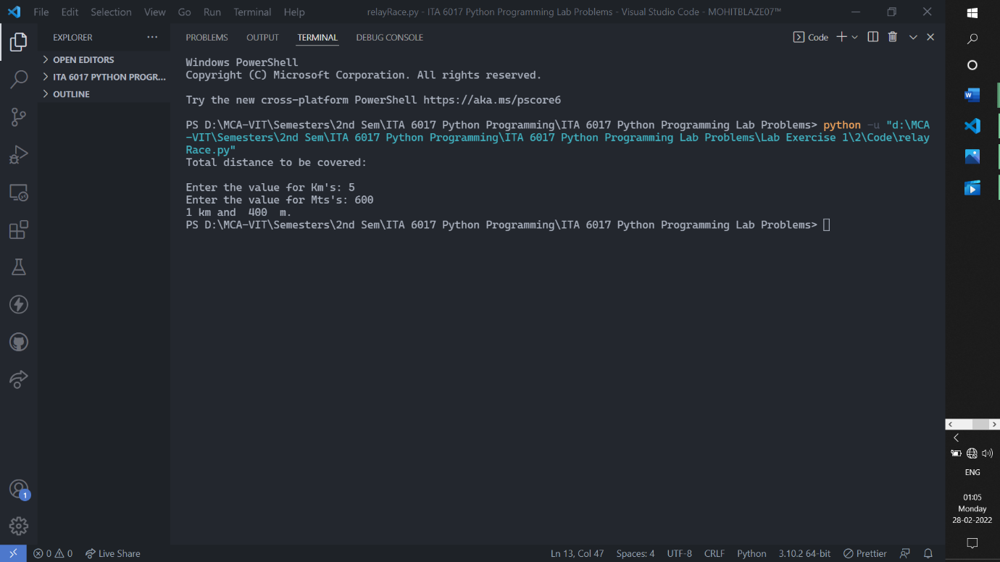 File Edit Selection View Go Run Terminal Help
relayRace.py - ITA 6017 Python Programming Lab Problems - Visual Studio Code - MOHITBLAZE07™
EXPLORER
OPEN EDITORS
ITA 6017 PYTHON PROGR...
OUTLINE
PROBLEMS OUTPUT TERMINAL DEBUG CONSOLE
Code
Windows PowerShell
Copyright (C) Microsoft Corporation. All rights reserved.
Try the new cross-platform PowerShell https://aka.ms/pscore6
PS D:\MCA-VIT\Semesters\2nd Sem\ITA 6017 Python Programming\ITA 6017 Python Programming Lab Problems> python -u "d:\MCA
-VIT\Semesters\2nd Sem\ITA 6017 Python Programming\ITA 6017 Python Programming Lab Problems\Lab Exercise 1\2\Code\relay
Race.py"
Total distance to be covered:
Enter the value for Km's: 5
Enter the value for Mts's: 600
1 km and  400  m.
PS D:\MCA-VIT\Semesters\2nd Sem\ITA 6017 Python Programming\ITA 6017 Python Programming Lab Problems>
1
0 0 Live Share
Ln 13, Col 47 Spaces: 4 UTF-8 CRLF Python 3.10.2 64-bit Prettier
W
ENG
01:05
Monday
28-02-2022